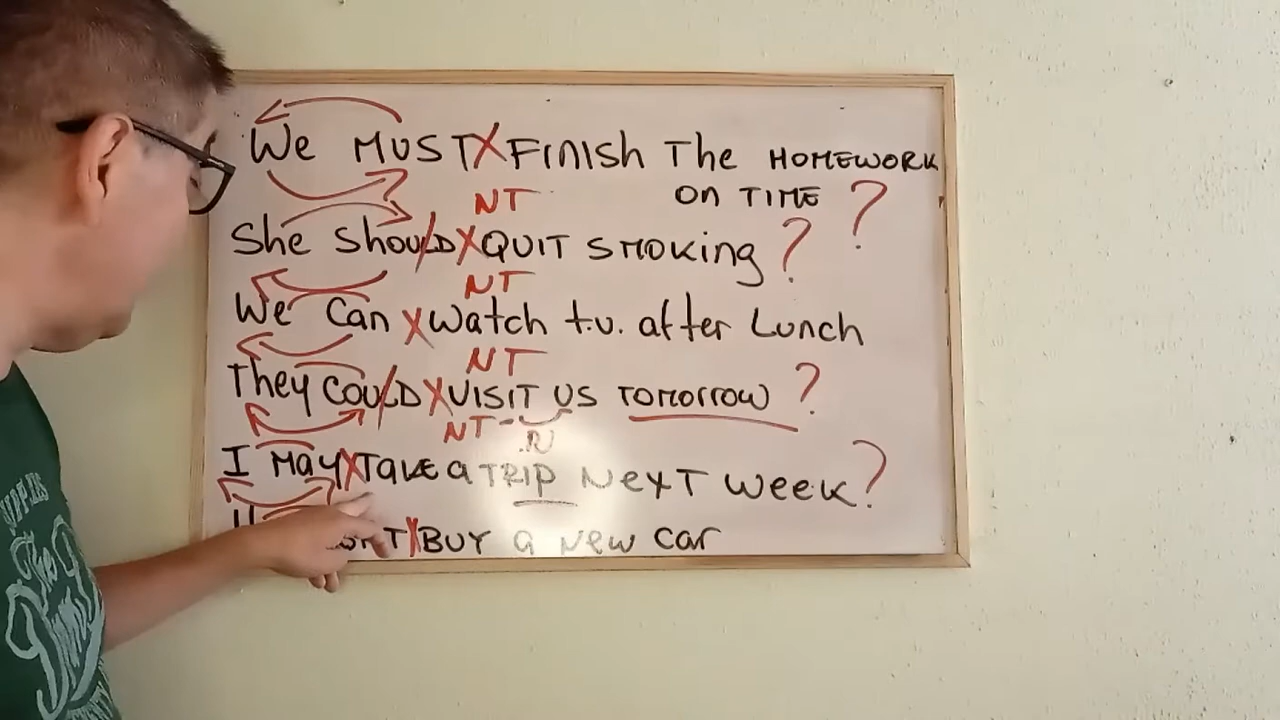 We MUST X Finish The HOMEWORK
NT on TIME ?
She should X QUIT smoking ?
NT
We can X watch t.v. after Lunch
NT
They could X VISIT us tomorrow ?
NT
I may X Take a TRIP Next week ?
X BUY a new car
The